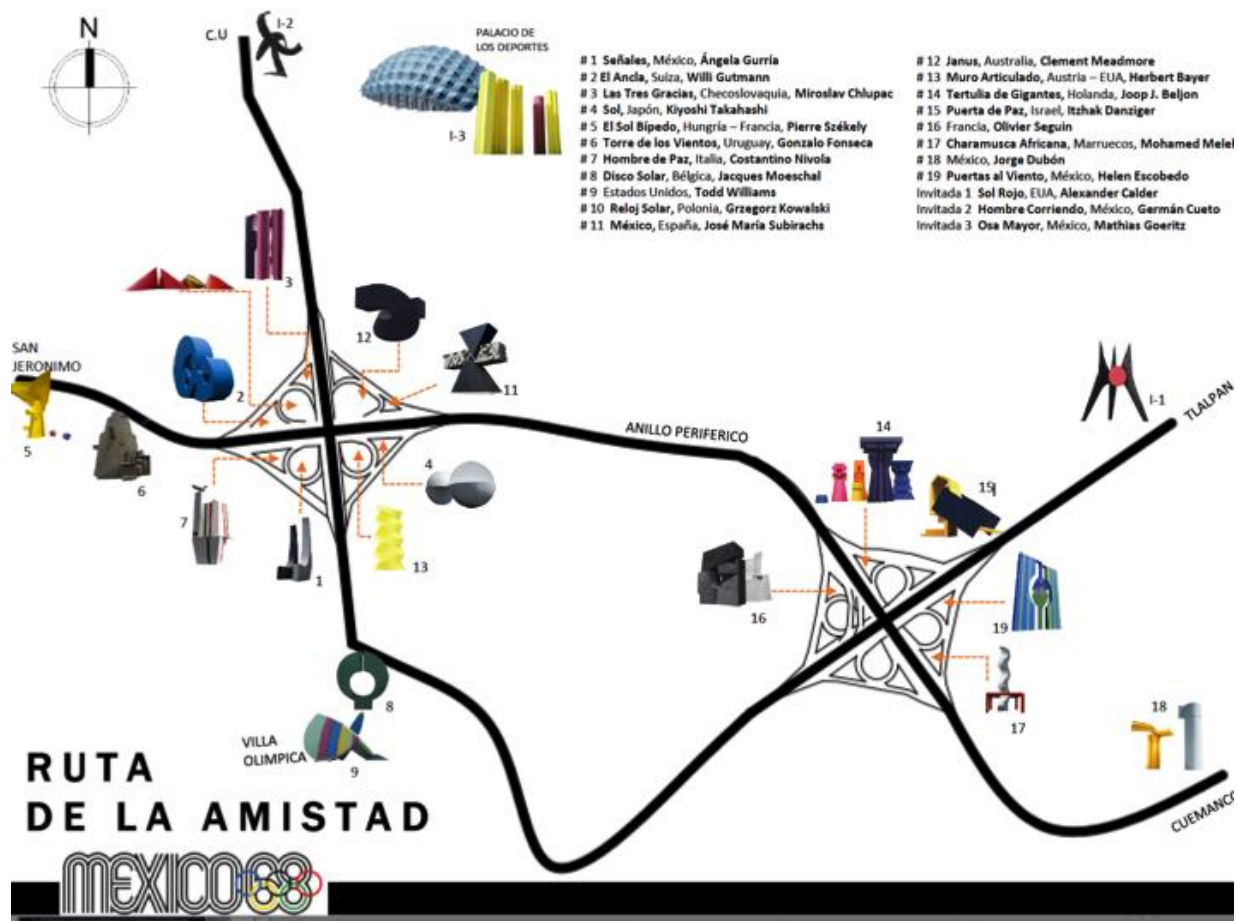 N
C.U
I-2
PALACIO DE
LOS DEPORTES
I-3
# 1 Señales, México, Ángela Gurría
# 2 El Ancla, Suiza, Willi Gutmann
# 3 Las Tres Gracias, Checoslovaquia, Miroslav Chlupac
# 4 Sol, Japón, Kiyoshi Takahashi
# 5 El Sol Bípedo, Hungría – Francia, Pierre Székely
# 6 Torre de los Vientos, Uruguay, Gonzalo Fonseca
# 7 Hombre de Paz, Italia, Costantino Nivola
# 8 Disco Solar, Bélgica, Jacques Moeschal
# 9 Estados Unidos, Todd Williams
# 10 Reloj Solar, Polonia, Grzegorz Kowalski
# 11 México, España, José María Subirachs
# 12 Janus, Australia, Clement Meadmore
# 13 Muro Articulado, Austria – EUA, Herbert Bayer
# 14 Tertulia de Gigantes, Holanda, Joop J. Beljon
# 15 Puerta de Paz, Israel, Itzhak Danziger
# 16 Francia, Olivier Seguin
# 17 Charamusca Africana, Marruecos, Mohamed Meleh
# 18 México, Jorge Dubón
# 19 Puertas al Viento, México, Helen Escobedo
Invitada 1 Sol Rojo, EUA, Alexander Calder
Invitada 2 Hombre Corriendo, México, Germán Cueto
Invitada 3 Osa Mayor, México, Mathias Goeritz
3
12
SAN
JERONIMO
2
11
I-1
TLALPAN
ANILLO PERIFERICO
14
5
6
4
15
7
1
13
16
19
17
8
18
VILLA
OLIMPICA
9
CUEMANCO
RUTA
DE LA AMISTAD
MEXICO68